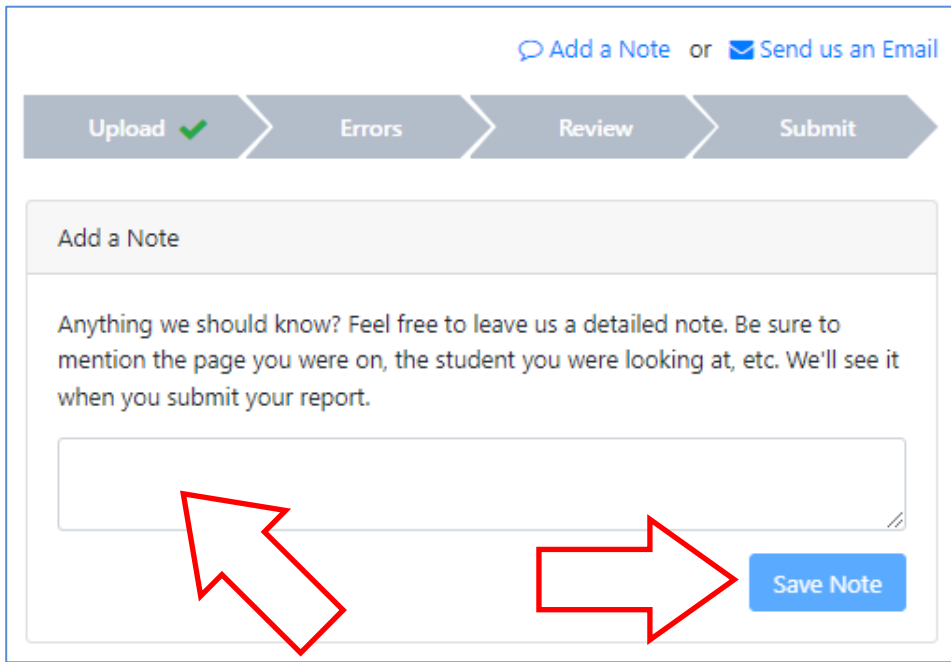 Add a Note or Send us an Email
Upload Errors Review Submit
Add a Note
Anything we should know? Feel free to leave us a detailed note. Be sure to
mention the page you were on, the student you were looking at, etc. We'll see it
when you submit your report.
Save Note